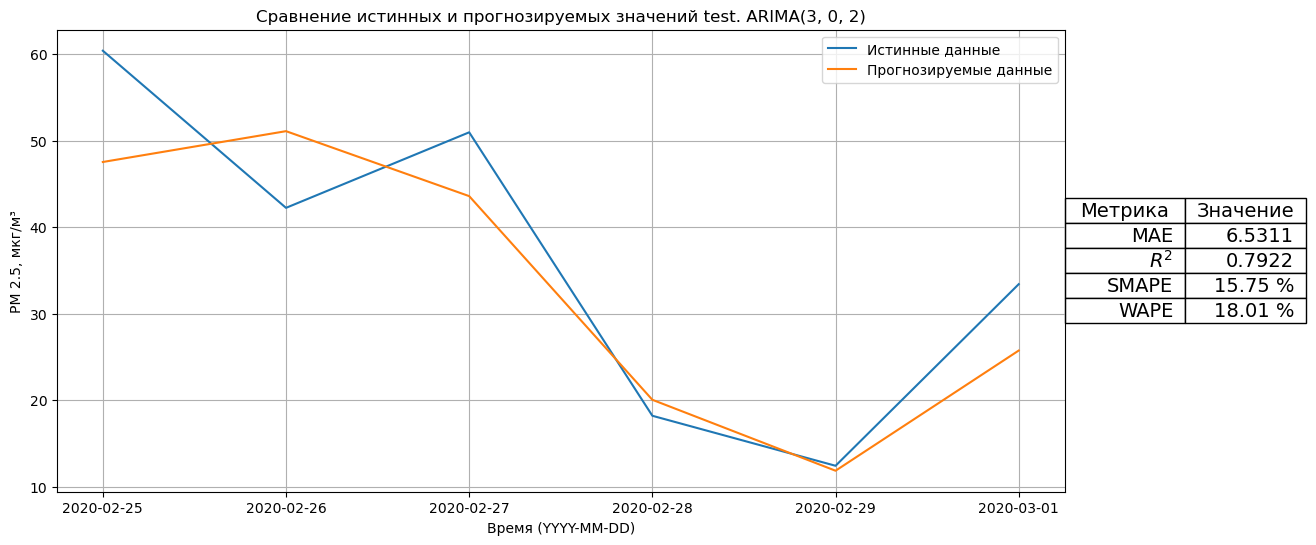 Сравнение истинных и прогнозируемых значений test. ARIMA(3, 0, 2)
Истинные данные
Прогнозируемые данные
60
50
40
30
20
10
PM 2.5, мкг/м³
2020-02-25 2020-02-26 2020-02-27 2020-02-28 2020-02-29 2020-03-01
Время (YYYY-MM-DD)
Метрика Значение
MAE 6.5311
R² 0.7922
SMAPE 15.75 %
WAPE 18.01 %